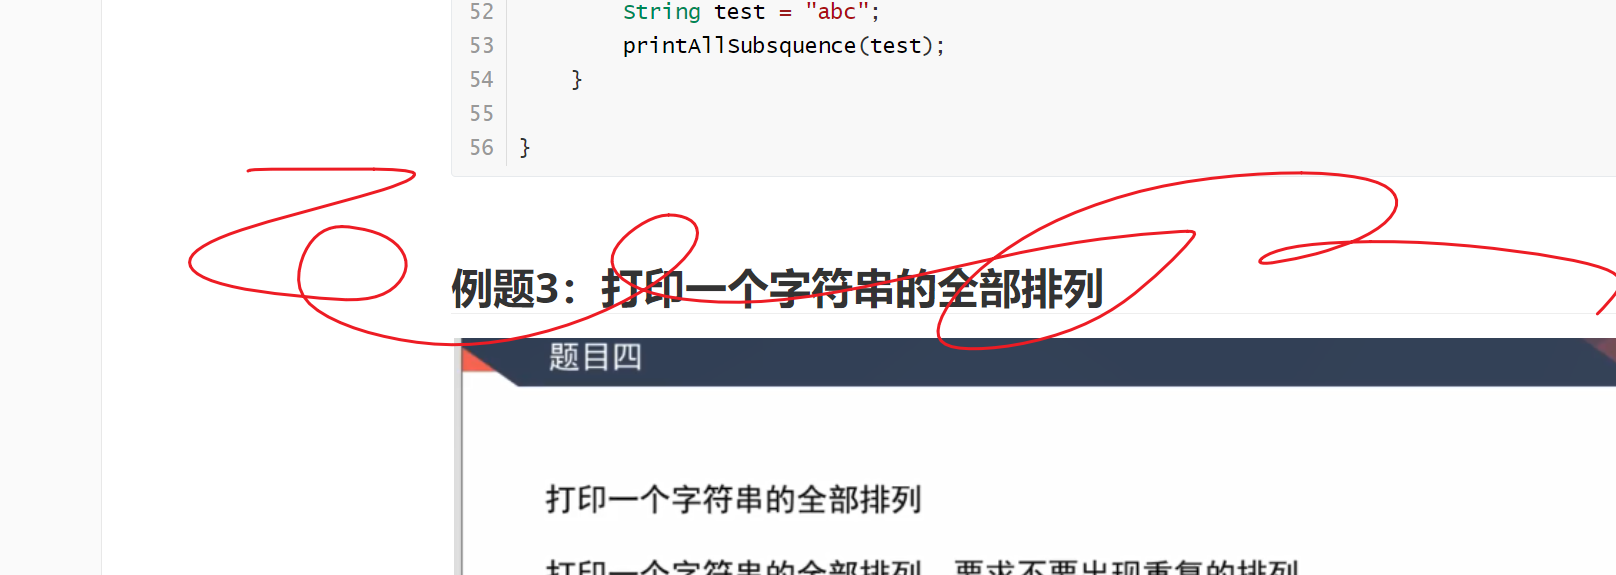 52 String test = "abc";
53 printAllSubsquence(test);
54 }
55
56 }
例题3：打印一个字符串的全部排列
题目四
打印一个字符串的全部排列
打印一个字符串的全部排列，要求不要出现重复的排列